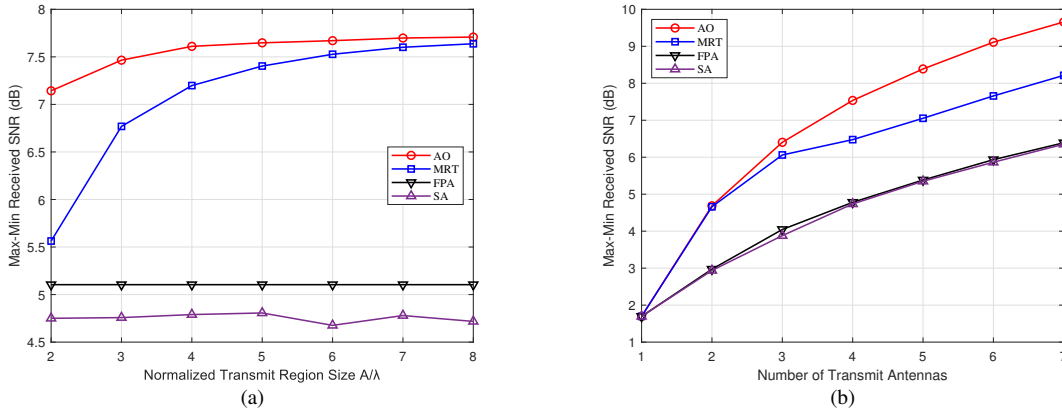 Max-Min Received SNR (dB)
8
7.5
7
6.5
6
5.5
5
4.5
AO
MRT
FPA
SA
2 3 4 5 6 7 8
Normalized Transmit Region Size A/λ
(a)
Max-Min Received SNR (dB)
10
9
8
7
6
5
4
3
2
1
AO
MRT
FPA
SA
1 2 3 4 5 6 7
Number of Transmit Antennas
(b)